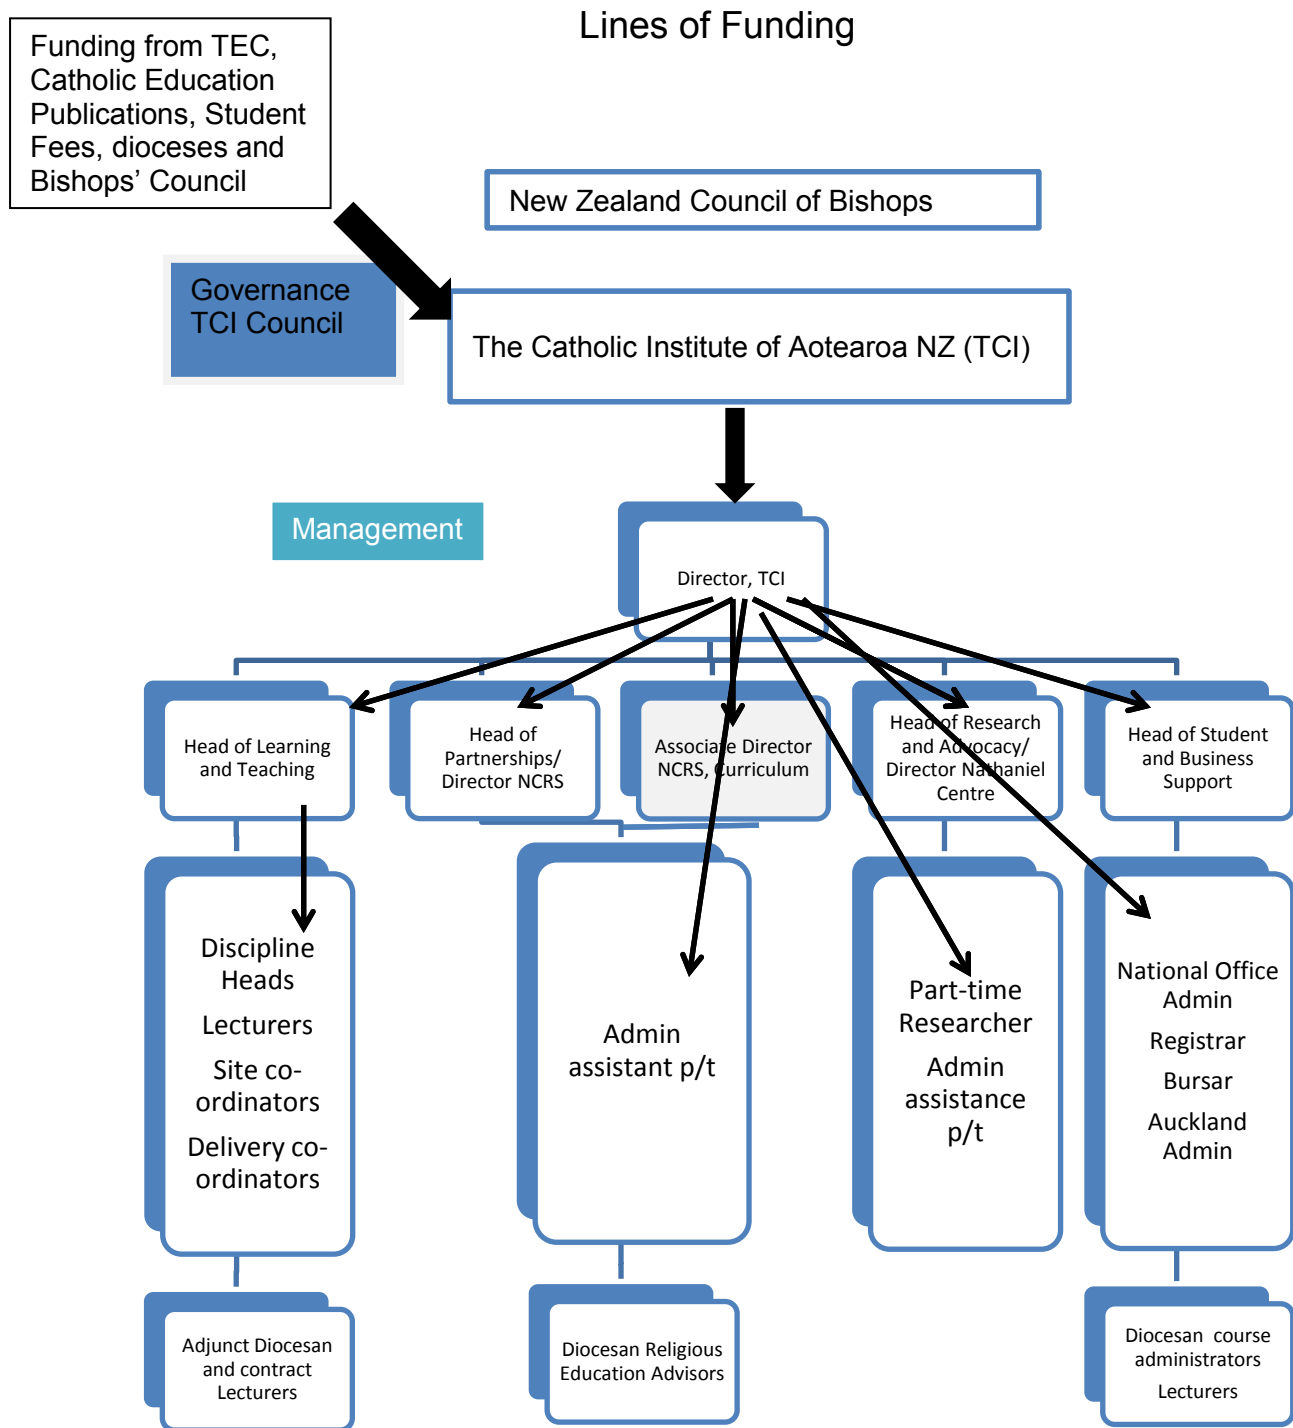 Lines of Funding
Funding from TEC,
Catholic Education
Publications, Student
Fees, dioceses and
Bishops’ Council
New Zealand Council of Bishops
Governance
TCI Council
The Catholic Institute of Aotearoa NZ (TCI)
Management
Director, TCI
Head of Learning
and Teaching
Head of
Partnerships/
Director NCRS
Associate Director
NCRS, Curriculum
Head of Research
and Advocacy/
Director Nathaniel
Centre
Head of Student
and Business
Support
Discipline
Heads
Lecturers
Site co-
ordinators
Delivery co-
ordinators
Admin
assistant p/t
Part-time
Researcher
Admin
assistance
p/t
National Office
Admin
Registrar
Bursar
Auckland
Admin
Adjunct Diocesan
and contract
Lecturers
Diocesan Religious
Education Advisors
Diocesan  course
administrators
Lecturers